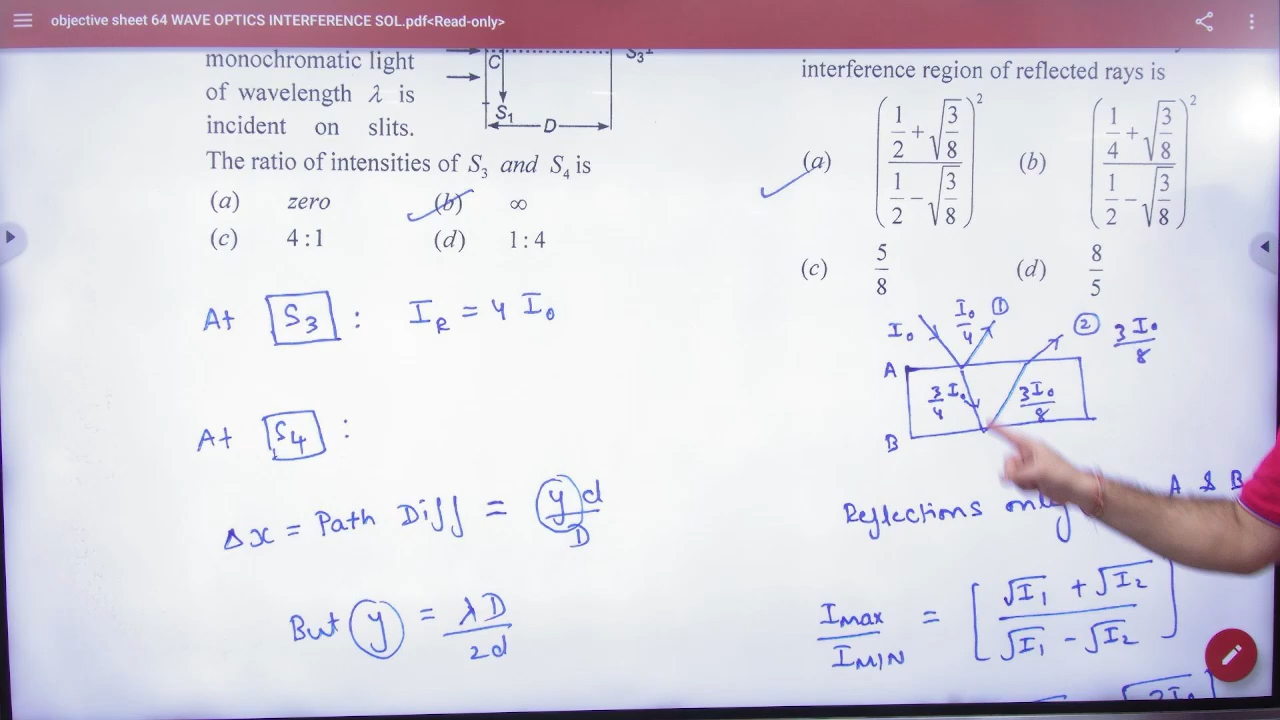 objective sheet 64 WAVE OPTICS INTERFERENCE SOL.pdf<Read-only>
monochromatic light
of wavelength λ is
incident on slits.
C
S₁
D
S₃
The ratio of intensities of S₃ and S₄ is
(a) zero (b) ∞
(c) 4:1 (d) 1:4
At S₃ : I_R = 4 I₀
At S₄ :
Δx = Path Diff = yd/D
But y = λD/2d
interference region of reflected rays is
(a) ((1/2 + √(3/8))/(1/2 − √(3/8)))² (b) ((1/4 + √(3/8))/(1/2 − √(3/8)))²
(c) 5/8 (d) 8/5
I₀ I₀/4 ① ② 3I₀/8
A
3/4 I₀ 3I₀/8
B
Reflections only A & B
I_MAX/I_MIN = [(√I₁ + √I₂)/(√I₁ − √I₂)]